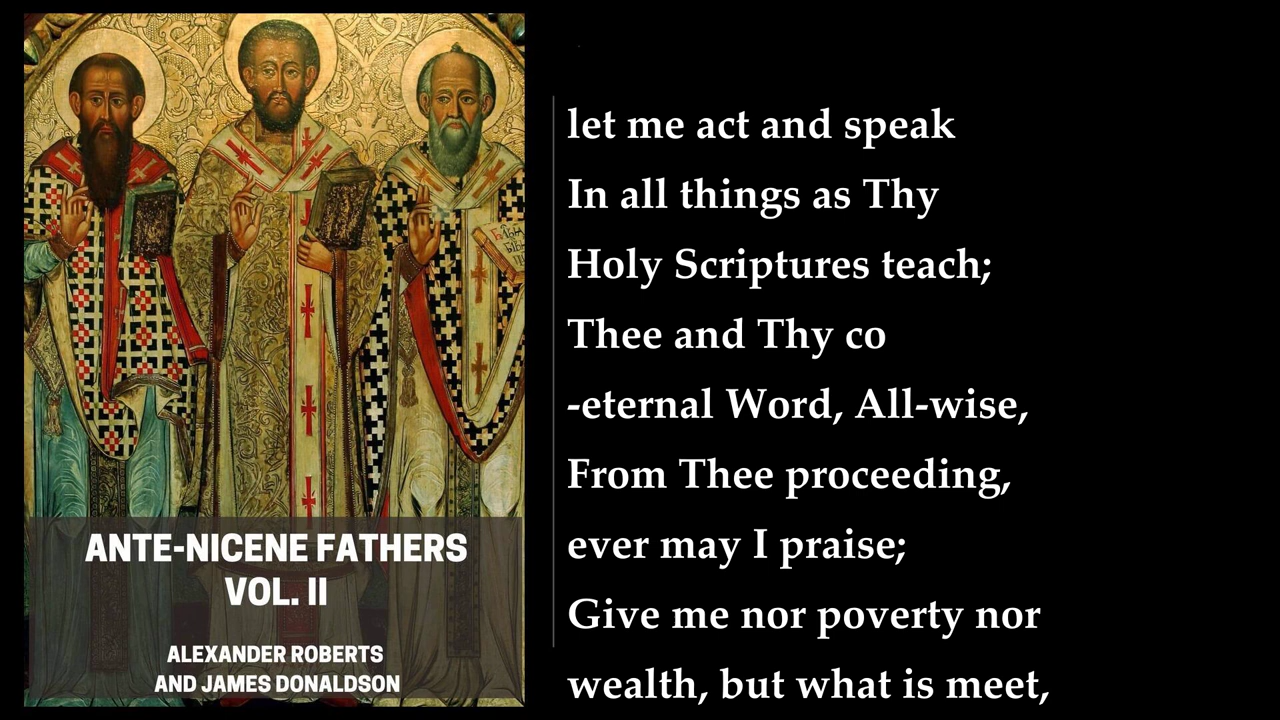 ANTE-NICENE FATHERS
VOL. II
ALEXANDER ROBERTS
AND JAMES DONALDSON
let me act and speak
In all things as Thy
Holy Scriptures teach;
Thee and Thy co
-eternal Word, All-wise,
From Thee proceeding,
ever may I praise;
Give me nor poverty nor
wealth, but what is meet,